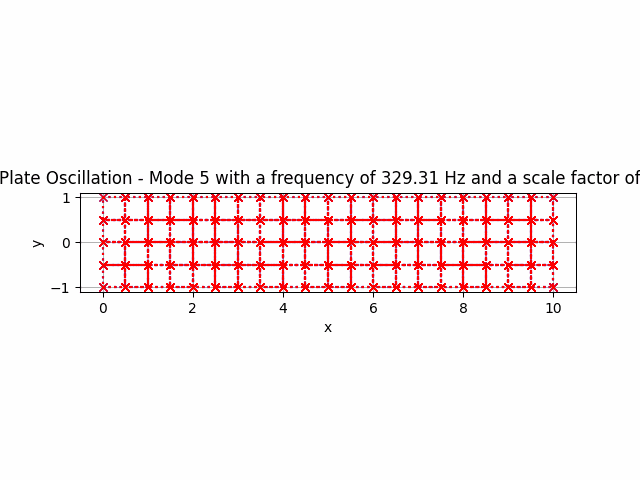 Plate Oscillation - Mode 5 with a frequency of 329.31 Hz and a scale factor of
1
0
−1
y
0 2 4 6 8 10
x